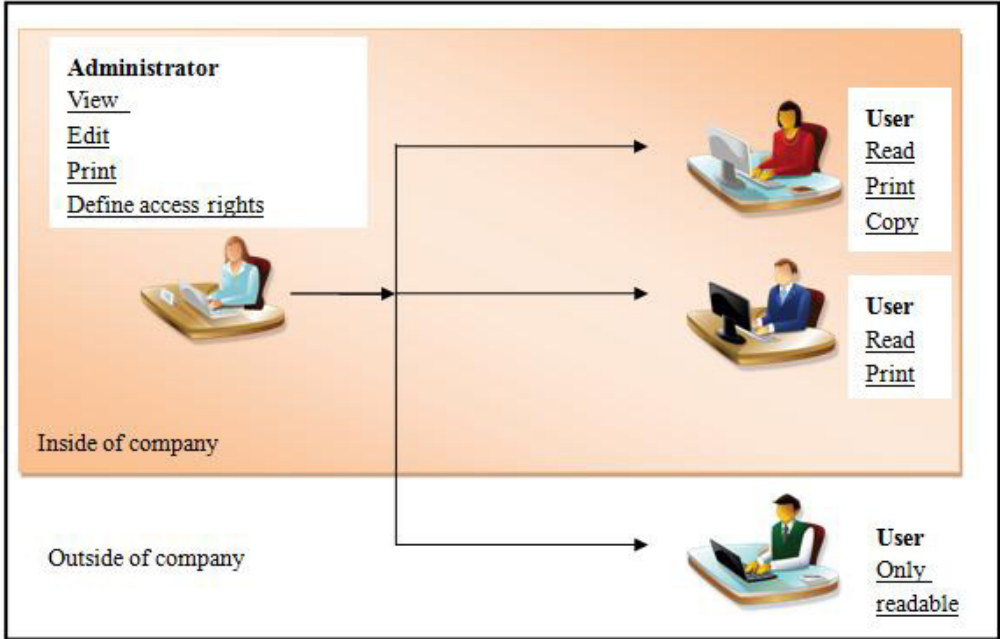 Administrator
View
Edit
Print
Define access rights
User
Read
Print
Copy
User
Read
Print
Inside of company
Outside of company
User
Only
readable